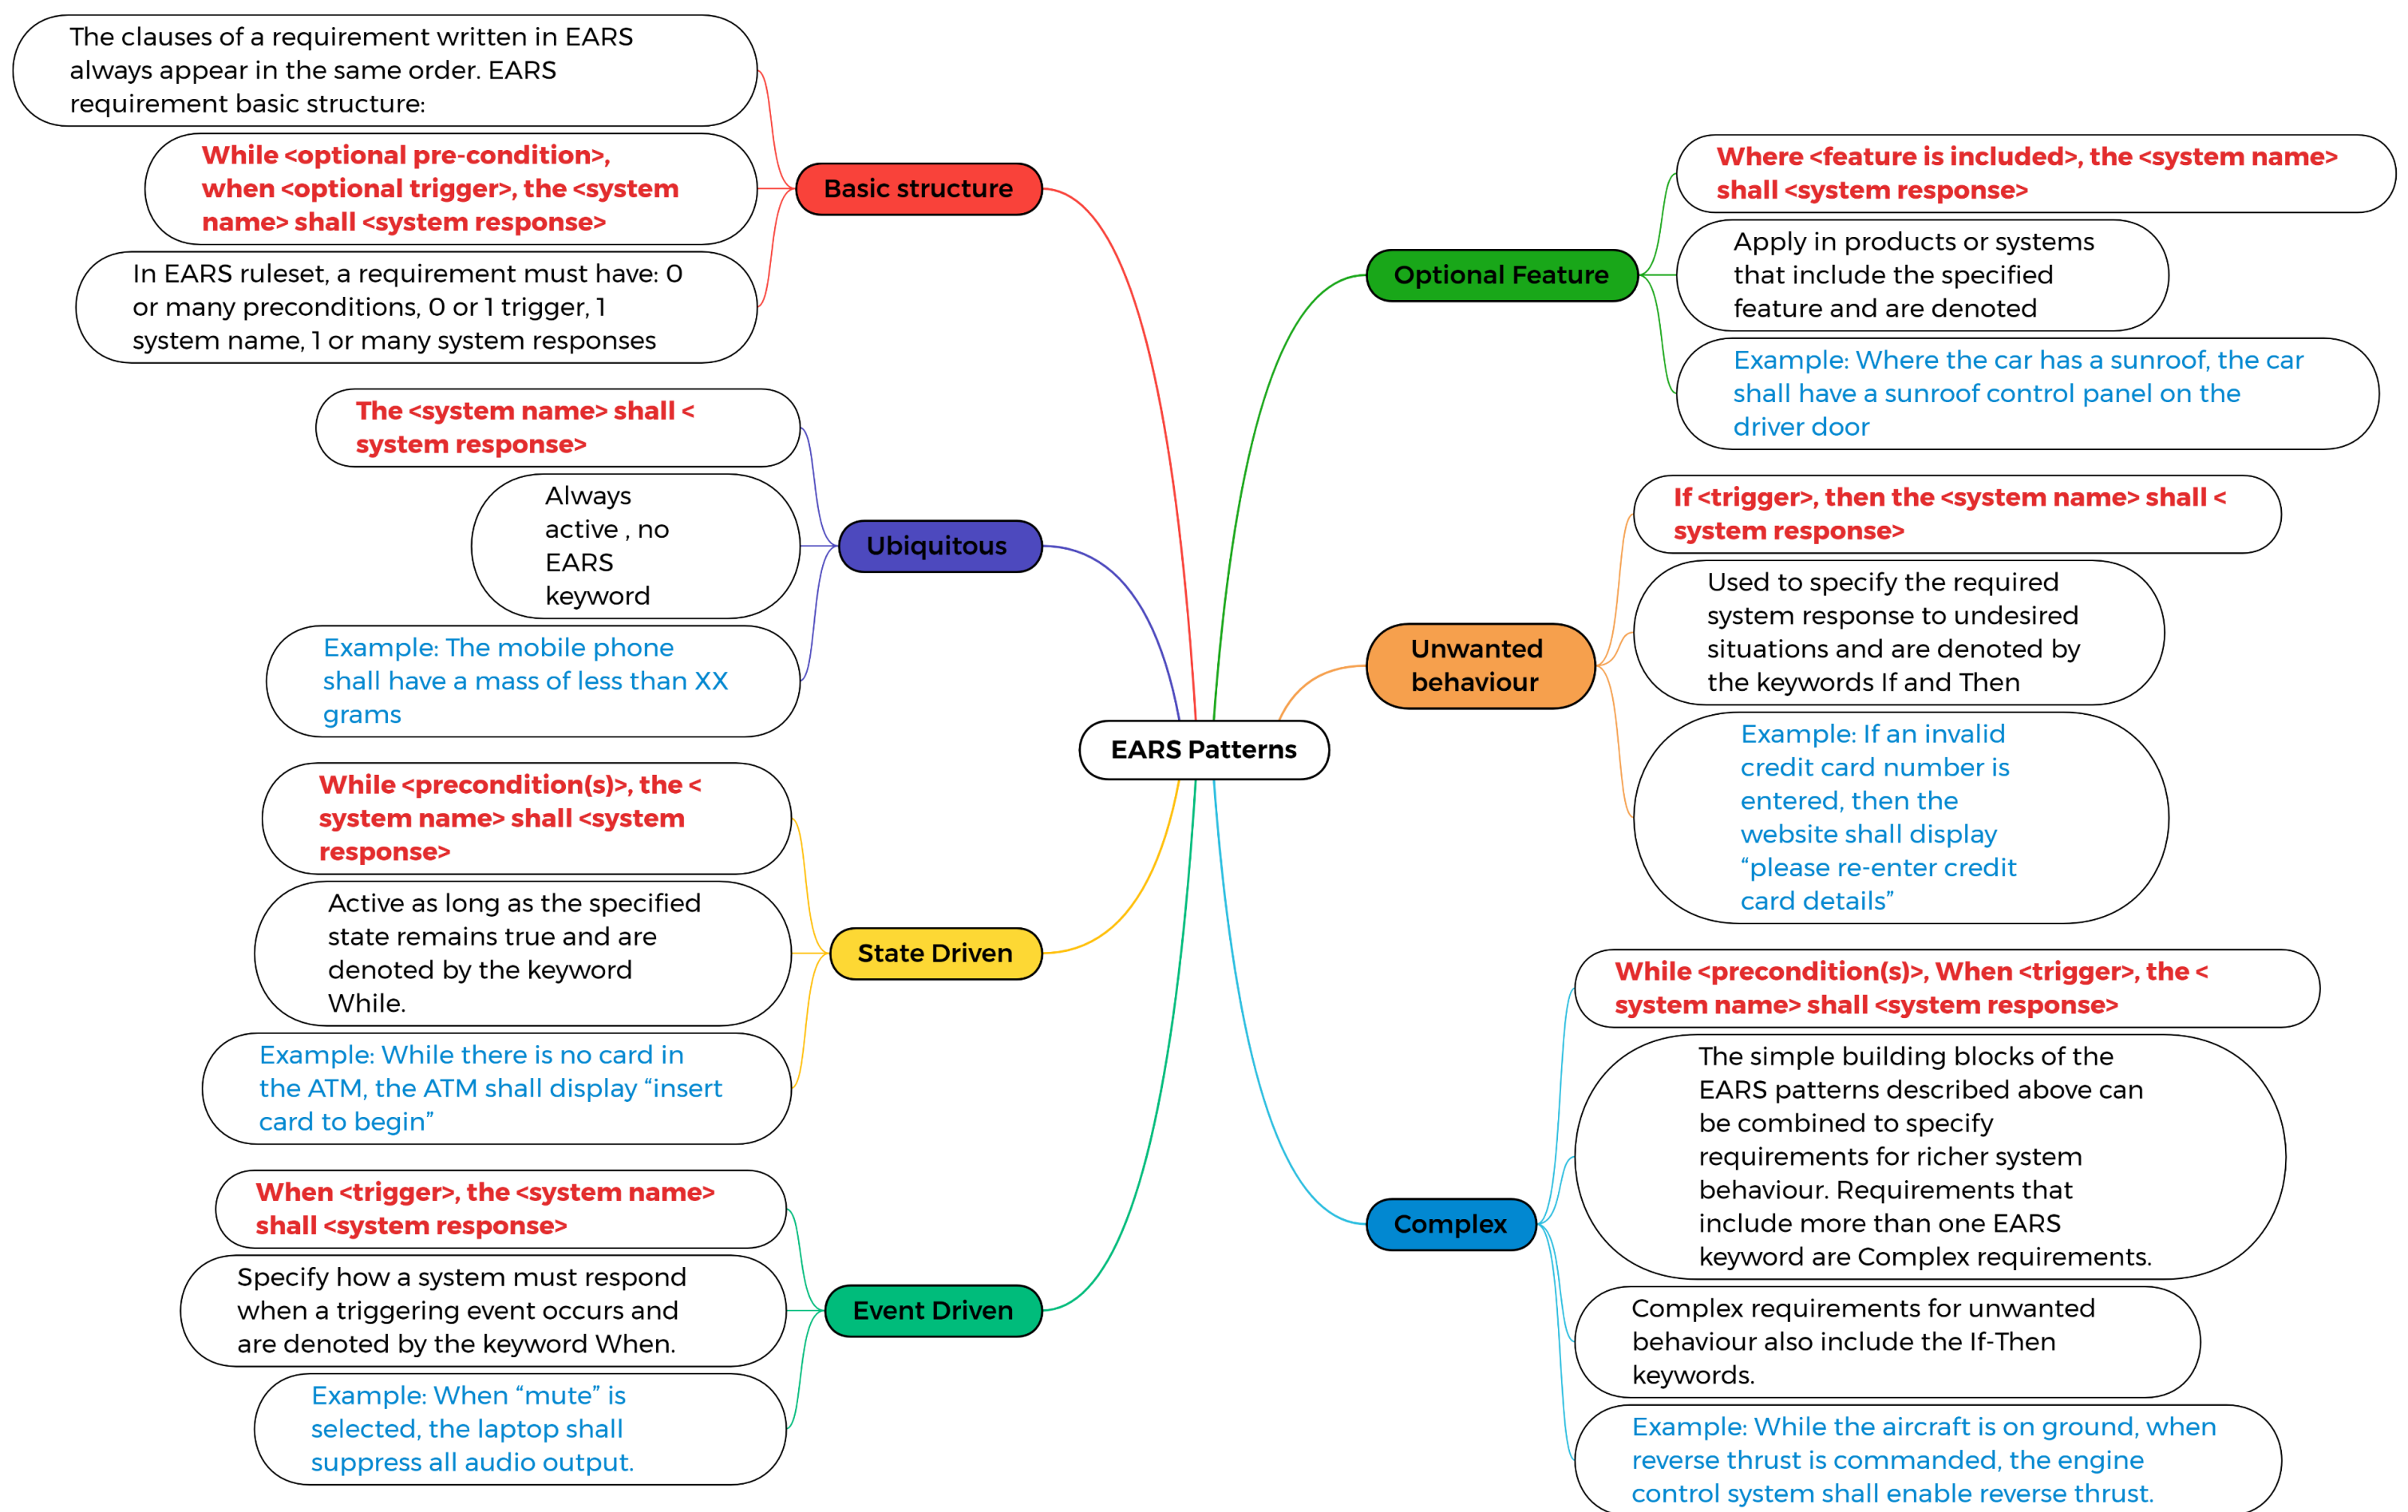 EARS Patterns
Basic structure
The clauses of a requirement written in EARS
always appear in the same order. EARS
requirement basic structure:
While <optional pre-condition>,
when <optional trigger>, the <system
name> shall <system response>
In EARS ruleset, a requirement must have: 0
or many preconditions, 0 or 1 trigger, 1
system name, 1 or many system responses
Ubiquitous
The <system name> shall <
system response>
Always
active , no
EARS
keyword
Example: The mobile phone
shall have a mass of less than XX
grams
State Driven
While <precondition(s)>, the <
system name> shall <system
response>
Active as long as the specified
state remains true and are
denoted by the keyword
While.
Example: While there is no card in
the ATM, the ATM shall display “insert
card to begin”
Event Driven
When <trigger>, the <system name>
shall <system response>
Specify how a system must respond
when a triggering event occurs and
are denoted by the keyword When.
Example: When “mute” is
selected, the laptop shall
suppress all audio output.
Optional Feature
Where <feature is included>, the <system name>
shall <system response>
Apply in products or systems
that include the specified
feature and are denoted
Example: Where the car has a sunroof, the car
shall have a sunroof control panel on the
driver door
Unwanted
behaviour
If <trigger>, then the <system name> shall <
system response>
Used to specify the required
system response to undesired
situations and are denoted by
the keywords If and Then
Example: If an invalid
credit card number is
entered, then the
website shall display
“please re-enter credit
card details”
Complex
While <precondition(s)>, When <trigger>, the <
system name> shall <system response>
The simple building blocks of the
EARS patterns described above can
be combined to specify
requirements for richer system
behaviour. Requirements that
include more than one EARS
keyword are Complex requirements.
Complex requirements for unwanted
behaviour also include the If-Then
keywords.
Example: While the aircraft is on ground, when
reverse thrust is commanded, the engine
control system shall enable reverse thrust.